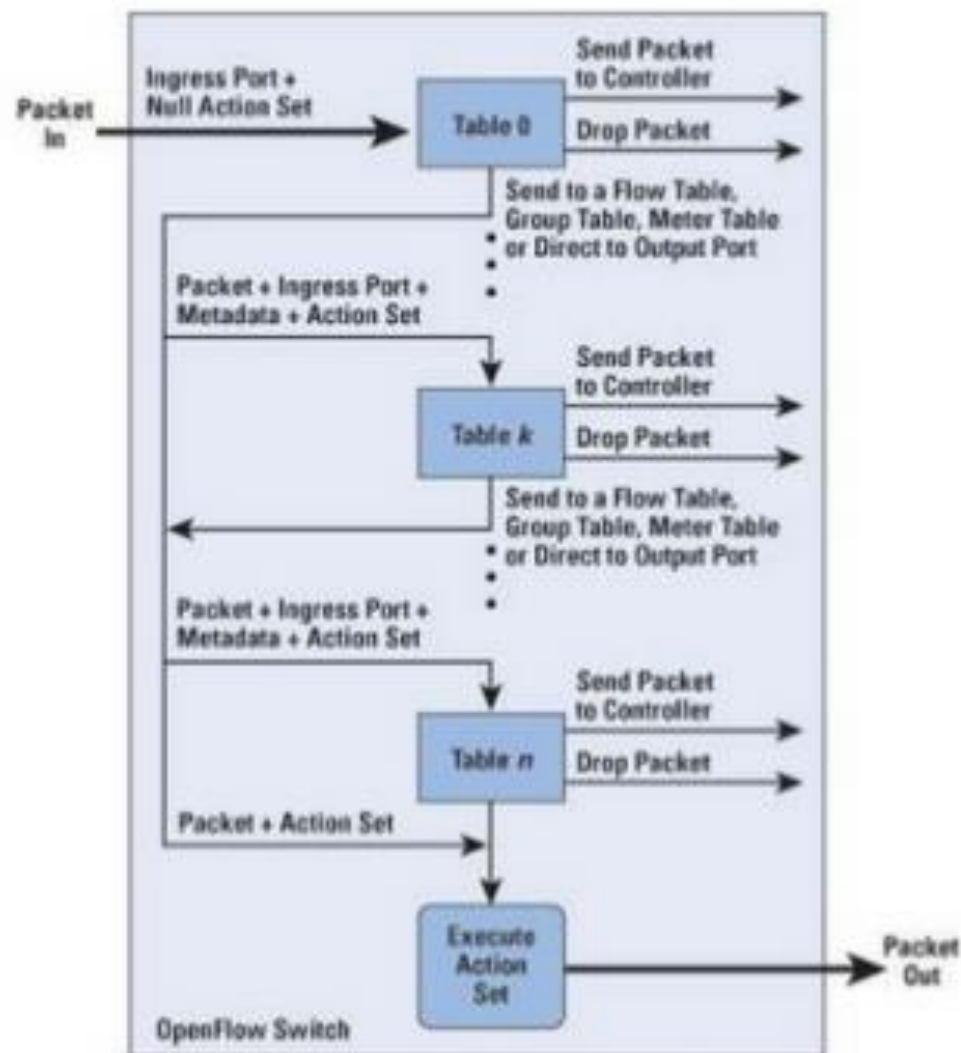 Ingress Port +
Null Action Set
Packet
In
Table 0
Send Packet
to Controller
Drop Packet
Send to a Flow Table,
Group Table, Meter Table
or Direct to Output Port
Packet + Ingress Port +
Metadata + Action Set
Table k
Send Packet
to Controller
Drop Packet
Send to a Flow Table,
Group Table, Meter Table
or Direct to Output Port
Packet + Ingress Port +
Metadata + Action Set
Table n
Send Packet
to Controller
Drop Packet
Packet + Action Set
Execute
Action
Set
Packet
Out
OpenFlow Switch